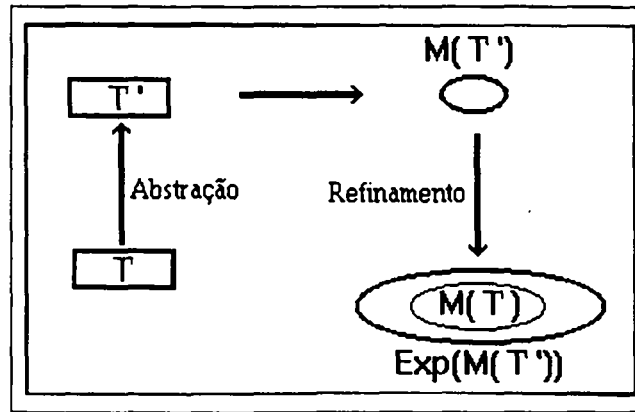 M(T')
T'
Abstração
Refinamento
T
M(T)
Exp(M(T'))